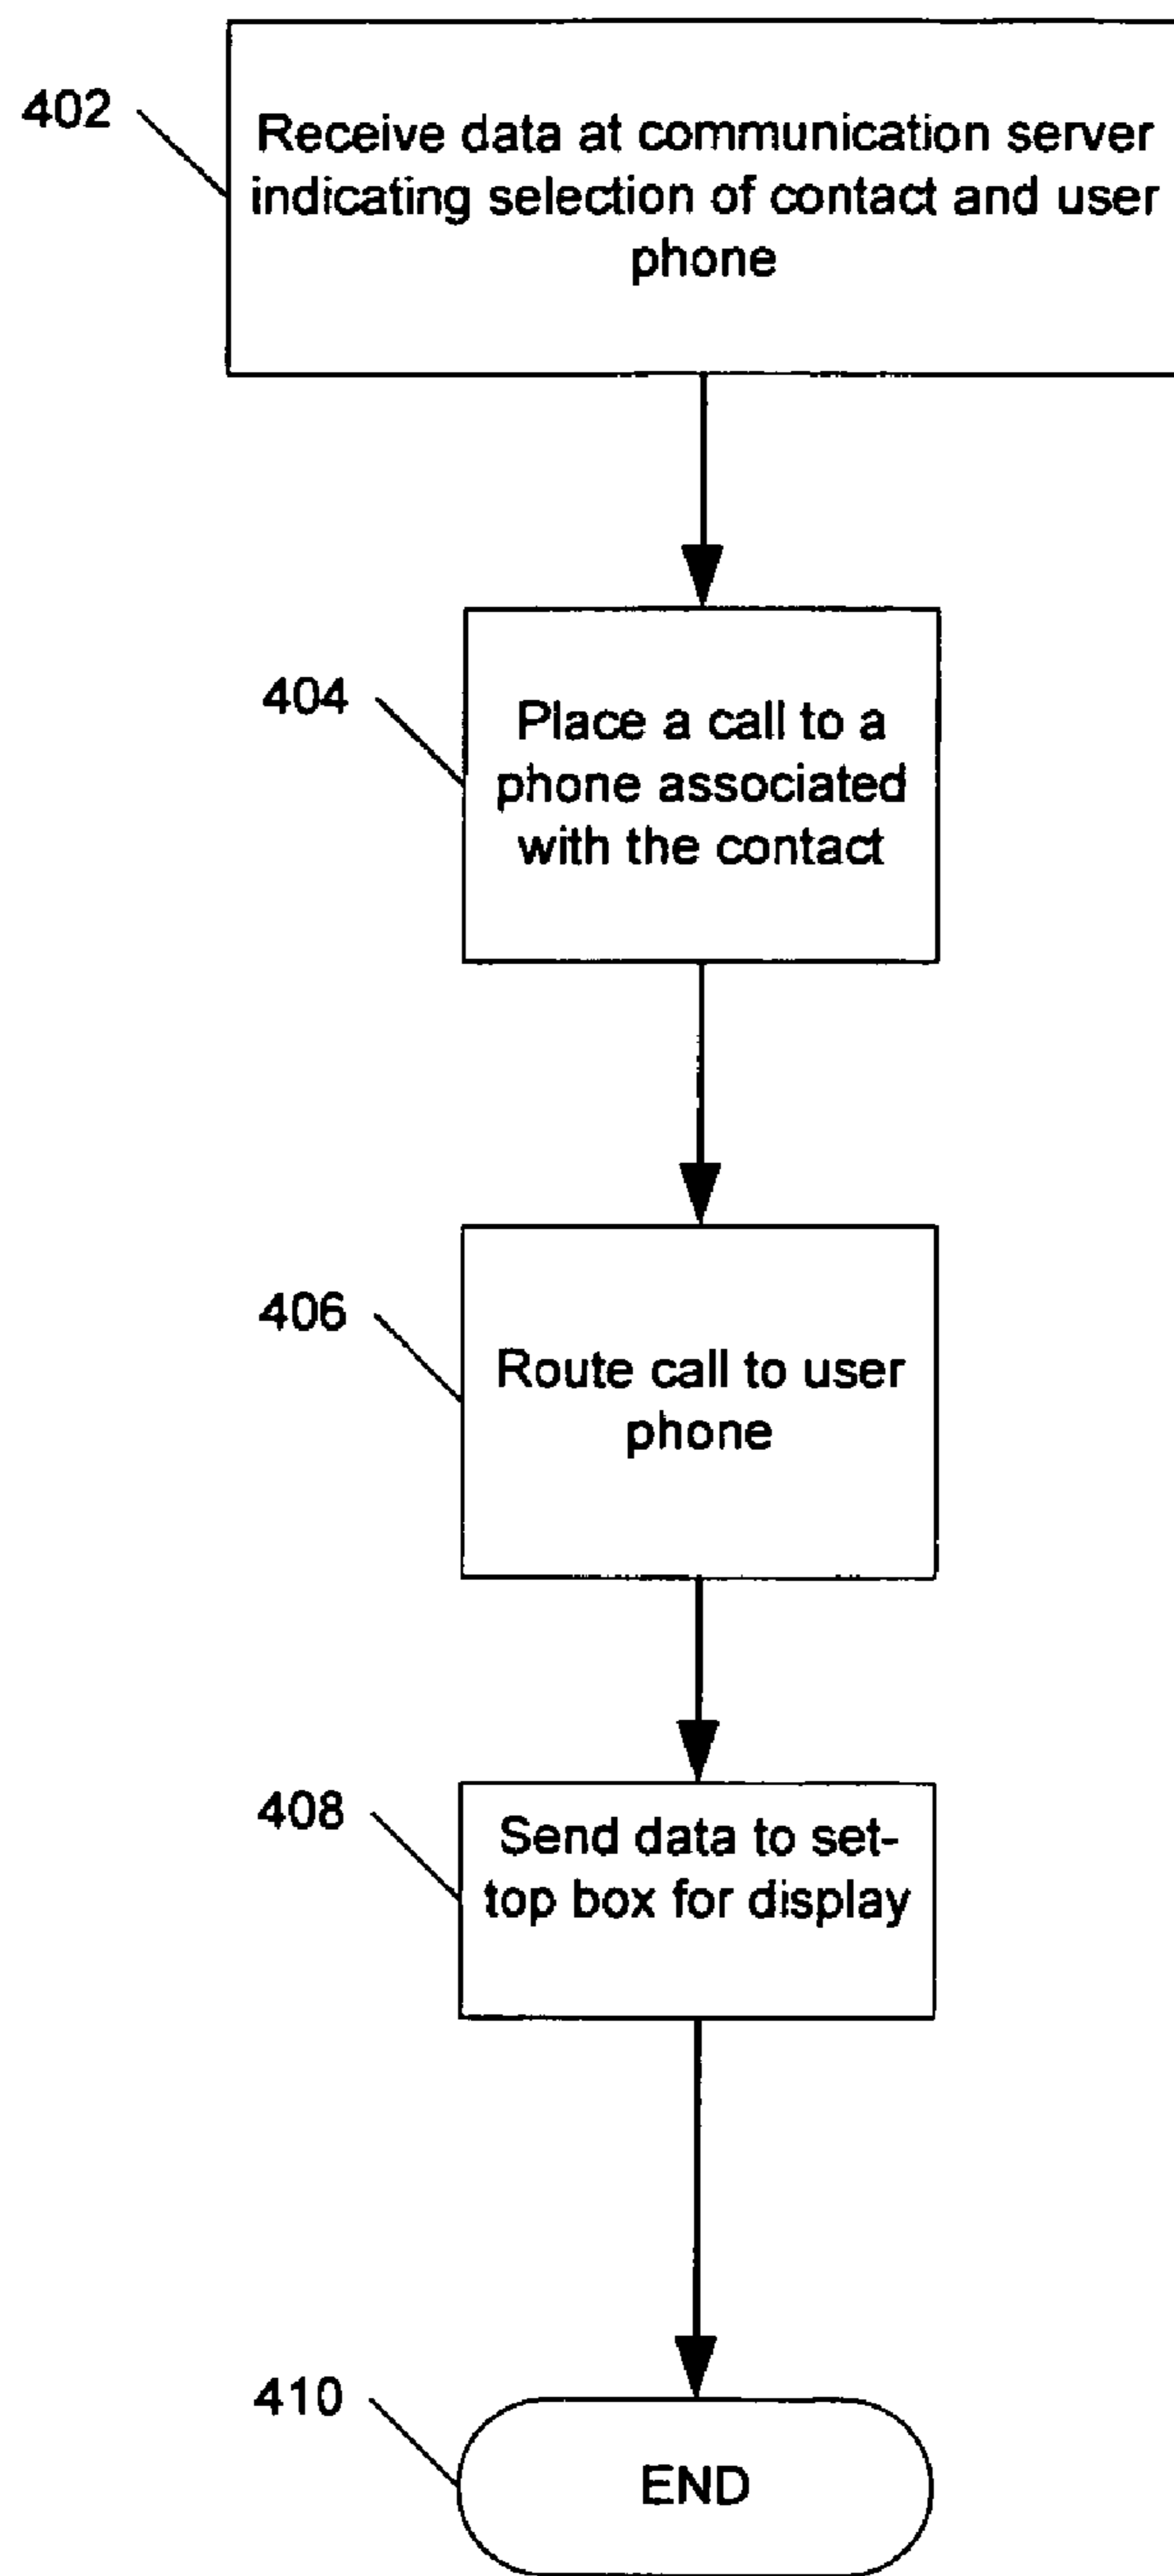 402
Receive data at communication server
indicating selection of contact and user
phone
404
Place a call to a
phone associated
with the contact
406
Route call to user
phone
408
Send data to set-
top box for display
410
END